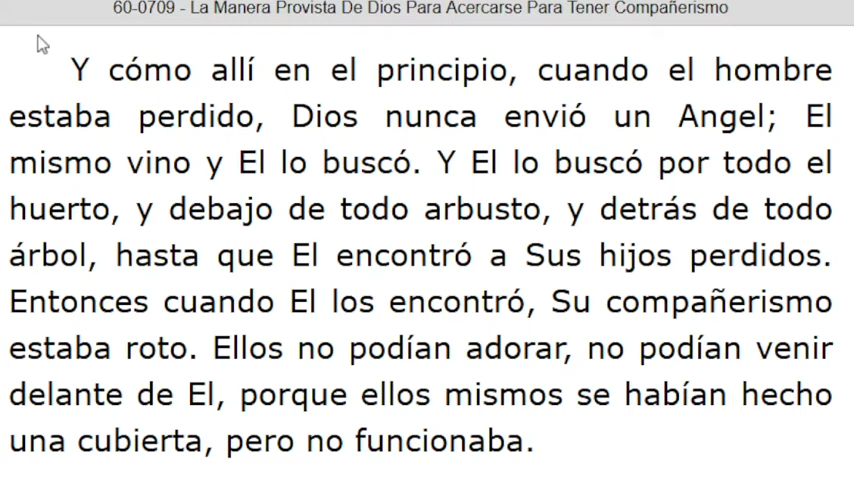 60-0709 - La Manera Provista De Dios Para Acercarse Para Tener Compañerismo
Y cómo allí en el principio, cuando el hombre
estaba perdido, Dios nunca envió un Angel; El
mismo vino y El lo buscó. Y El lo buscó por todo el
huerto, y debajo de todo arbusto, y detrás de todo
árbol, hasta que El encontró a Sus hijos perdidos.
Entonces cuando El los encontró, Su compañerismo
estaba roto. Ellos no podían adorar, no podían venir
delante de El, porque ellos mismos se habían hecho
una cubierta, pero no funcionaba.